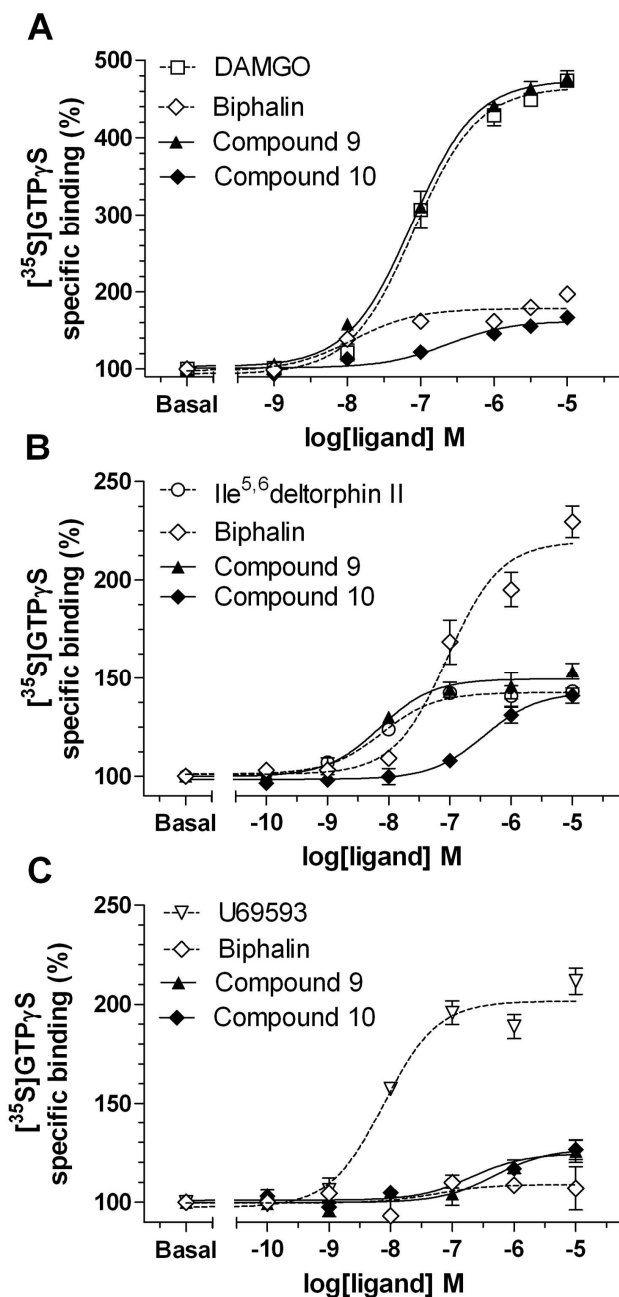 A
500
400
300
200
100
[³⁵S]GTPγS
specific binding (%)
DAMGO
Biphalin
Compound 9
Compound 10
Basal -9 -8 -7 -6 -5
log[ligand] M
B
250
200
150
100
[³⁵S]GTPγS
specific binding (%)
Ile⁵,⁶deltorphin II
Biphalin
Compound 9
Compound 10
Basal -10 -9 -8 -7 -6 -5
log[ligand] M
C
250
200
150
100
[³⁵S]GTPγS
specific binding (%)
U69593
Biphalin
Compound 9
Compound 10
Basal -10 -9 -8 -7 -6 -5
log[ligand] M